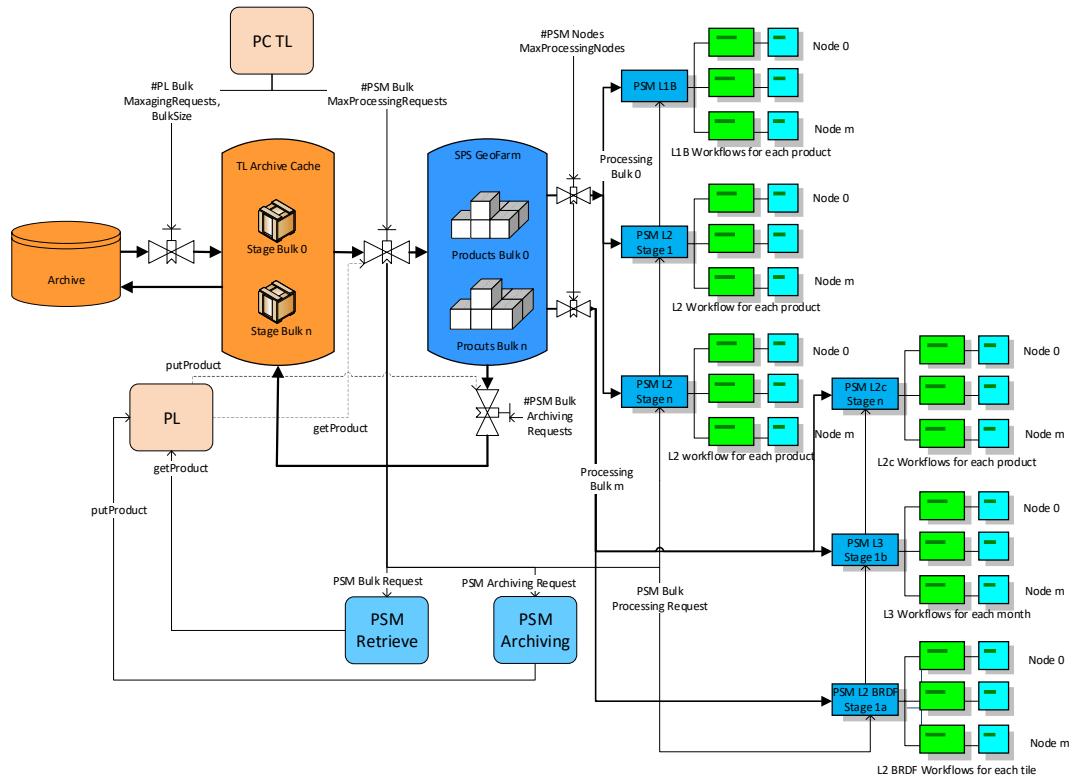 PC TL
#PL Bulk
MaxagingRequests,
BulkSize
#PSM Bulk
MaxProcessingRequests
#PSM Nodes
MaxProcessingNodes
Archive
TL Archive Cache
Stage Bulk 0
Stage Bulk n
SPS GeoFarm
Products Bulk 0
Procuts Bulk n
Processing
Bulk 0
PSM L1B
Node 0
Node m
L1B Workflows for each product
PSM L2
Stage 1
Node 0
Node m
L2 Workflow for each product
PSM L2
Stage n
Node 0
Node m
L2 workflow for each product
PSM L2c
Stage n
Node 0
Node m
L2c Workflows for each product
putProduct
PL
getProduct
#PSM Bulk
Archiving
Requests
getProduct
putProduct
Processing
Bulk m
PSM L3
Stage 1b
Node 0
Node m
L3 Workflows for each month
PSM Bulk Request
PSM Archiving Request
PSM Bulk
Processing Request
PSM
Retrieve
PSM
Archiving
PSM L2 BRDF
Stage 1a
Node 0
Node m
L2 BRDF Workflows for each tile